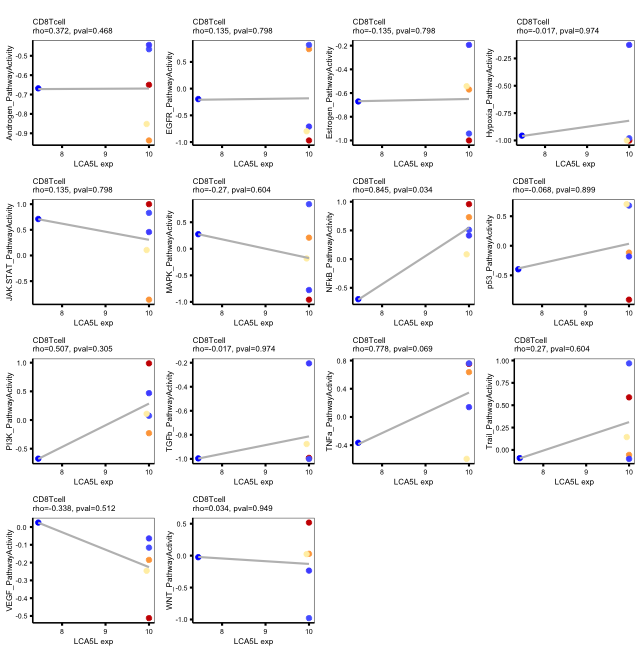 CD8Tcell
rho=0.372, pval=0.468
Androgen_PathwayActivity
-0.5
-0.6
-0.7
-0.8
-0.9
8
9
10
LCA5L exp
CD8Tcell
rho=0.135, pval=0.798
EGFR_PathwayActivity
0.5
0.0
-0.5
-1.0
8
9
10
LCA5L exp
CD8Tcell
rho=-0.135, pval=0.798
Estrogen_PathwayActivity
-0.2
-0.4
-0.6
-0.8
-1.0
8
9
10
LCA5L exp
CD8Tcell
rho=-0.017, pval=0.974
Hypoxia_PathwayActivity
-0.25
-0.50
-0.75
-1.00
8
9
10
LCA5L exp
CD8Tcell
rho=0.135, pval=0.798
JAK.STAT_PathwayActivity
1.0
0.5
0.0
-0.5
8
9
10
LCA5L exp
CD8Tcell
rho=-0.27, pval=0.604
MAPK_PathwayActivity
0.5
0.0
-0.5
-1.0
8
9
10
LCA5L exp
CD8Tcell
rho=0.845, pval=0.034
NFkB_PathwayActivity
1.0
0.5
0.0
-0.5
8
9
10
LCA5L exp
CD8Tcell
rho=-0.068, pval=0.899
p53_PathwayActivity
0.5
0.0
-0.5
8
9
10
LCA5L exp
CD8Tcell
rho=0.507, pval=0.305
PI3K_PathwayActivity
1.0
0.5
0.0
-0.5
8
9
10
LCA5L exp
CD8Tcell
rho=-0.017, pval=0.974
TGFb_PathwayActivity
-0.2
-0.4
-0.6
-0.8
-1.0
8
9
10
LCA5L exp
CD8Tcell
rho=0.778, pval=0.069
TNFa_PathwayActivity
0.8
0.4
0.0
-0.4
8
9
10
LCA5L exp
CD8Tcell
rho=0.27, pval=0.604
Trail_PathwayActivity
1.00
0.75
0.50
0.25
0.00
8
9
10
LCA5L exp
CD8Tcell
rho=-0.338, pval=0.512
VEGF_PathwayActivity
0.0
-0.1
-0.2
-0.3
-0.4
-0.5
8
9
10
LCA5L exp
CD8Tcell
rho=0.034, pval=0.949
WNT_PathwayActivity
0.5
0.0
-0.5
-1.0
8
9
10
LCA5L exp